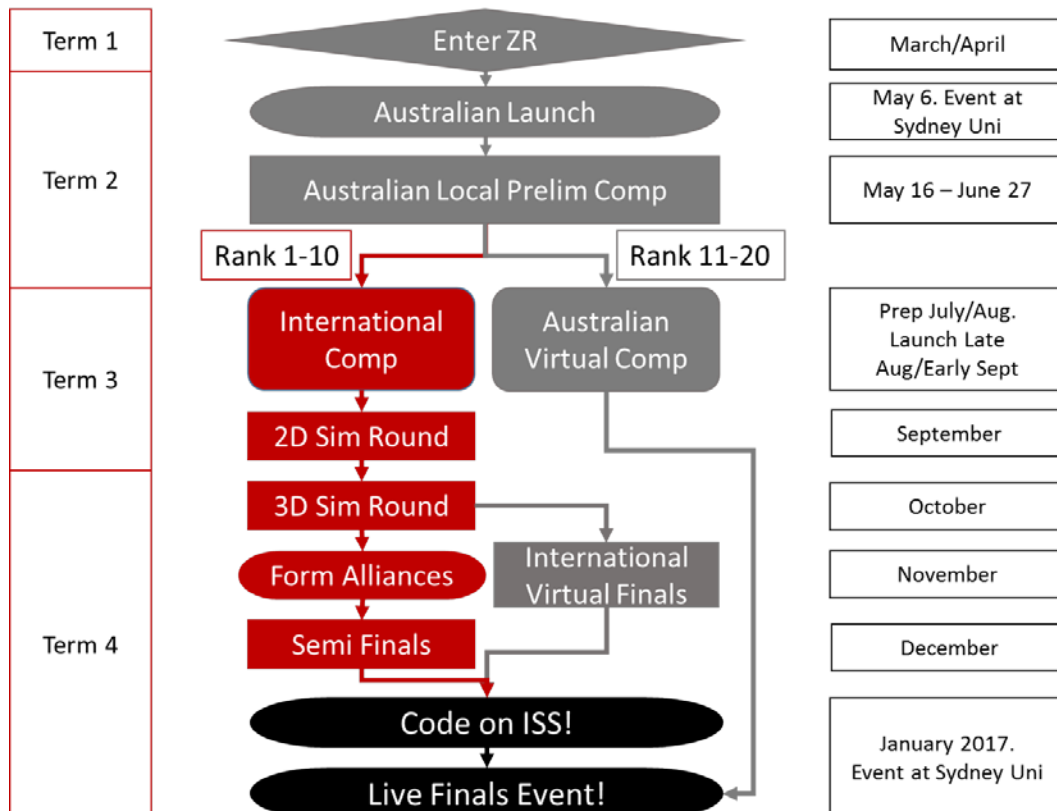 Term 1
Enter ZR
March/April
Australian Launch
May 6. Event at
Sydney Uni
Term 2
Australian Local Prelim Comp
May 16 – June 27
Rank 1-10
Rank 11-20
Term 3
International
Comp
Australian
Virtual Comp
Prep July/Aug.
Launch Late
Aug/Early Sept
2D Sim Round
September
Term 4
3D Sim Round
October
Form Alliances
International
Virtual Finals
November
Semi Finals
December
Code on ISS!
Live Finals Event!
January 2017.
Event at Sydney Uni